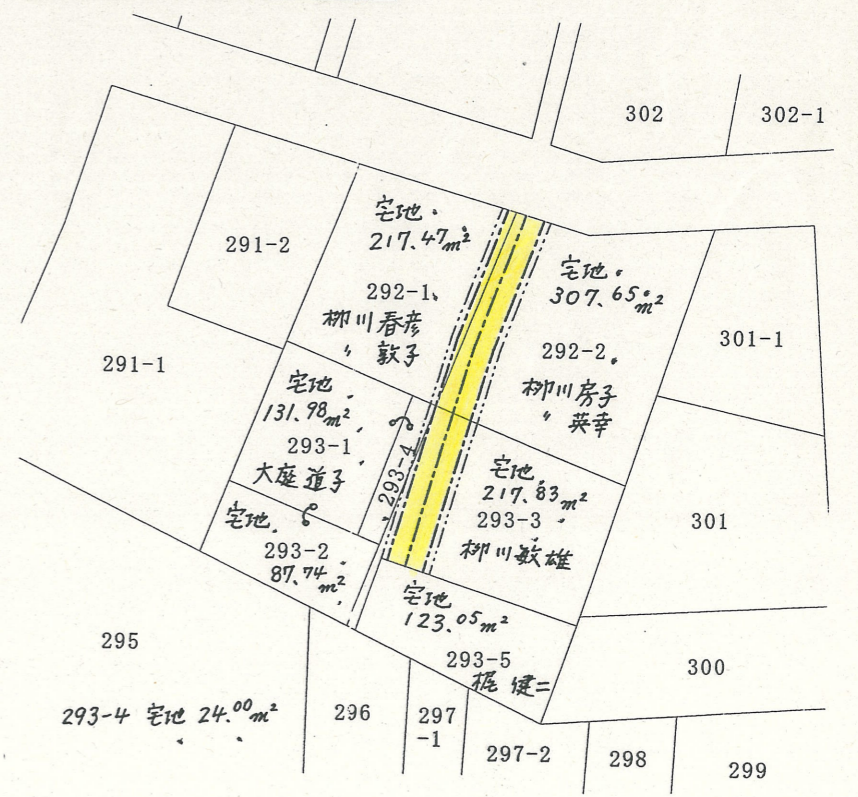 302
302-1
宅地
217.47m²
291-2
宅地
307.65m²
292-1
柳川春彦
〃 敦子
292-2
301-1
291-1
柳川房子
〃 英幸
宅地
131.98m²
293-1
大庭道子
293-4
宅地
217.83m²
293-3
柳川敏雄
301
宅地
293-2
87.74m²
宅地
123.05m²
293-5
梶 健二
295
300
293-4 宅地 24.00m²
296
297
-1
297-2
298
299